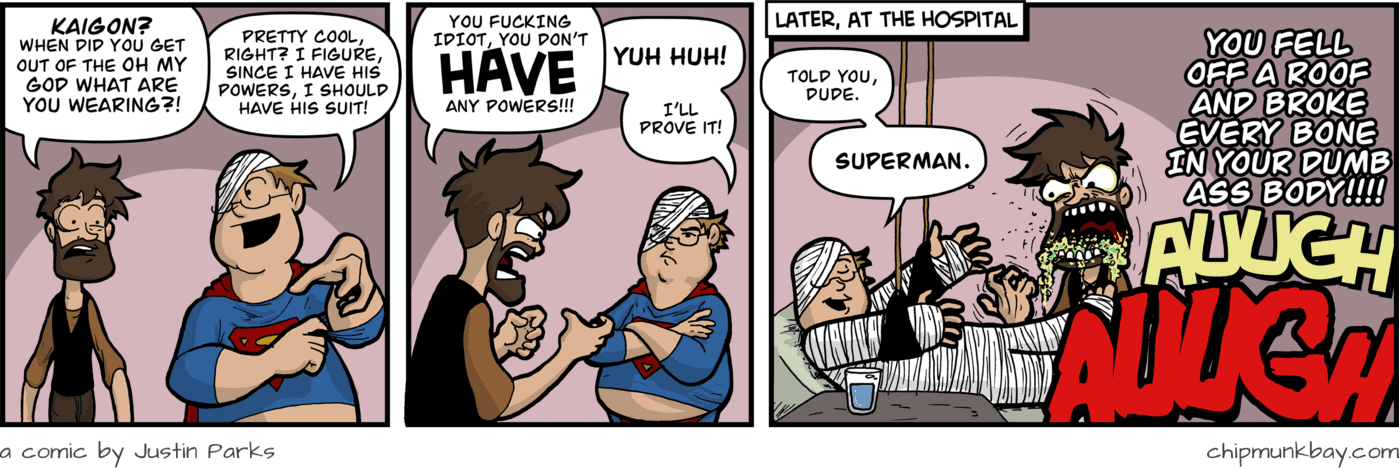 KAIGON?
WHEN DID YOU GET
OUT OF THE OH MY
GOD WHAT ARE
YOU WEARING?!
PRETTY COOL,
RIGHT? I FIGURE,
SINCE I HAVE HIS
POWERS, I SHOULD
HAVE HIS SUIT!
YOU FUCKING
IDIOT, YOU DON'T
HAVE
ANY POWERS!!!
YUH HUH!
I'LL
PROVE IT!
LATER, AT THE HOSPITAL
TOLD YOU,
DUDE.
SUPERMAN.
YOU FELL
OFF A ROOF
AND BROKE
EVERY BONE
IN YOUR DUMB
ASS BODY!!!!
AUUGH
AUUGH
a comic by Justin Parks
chipmunkbay.com